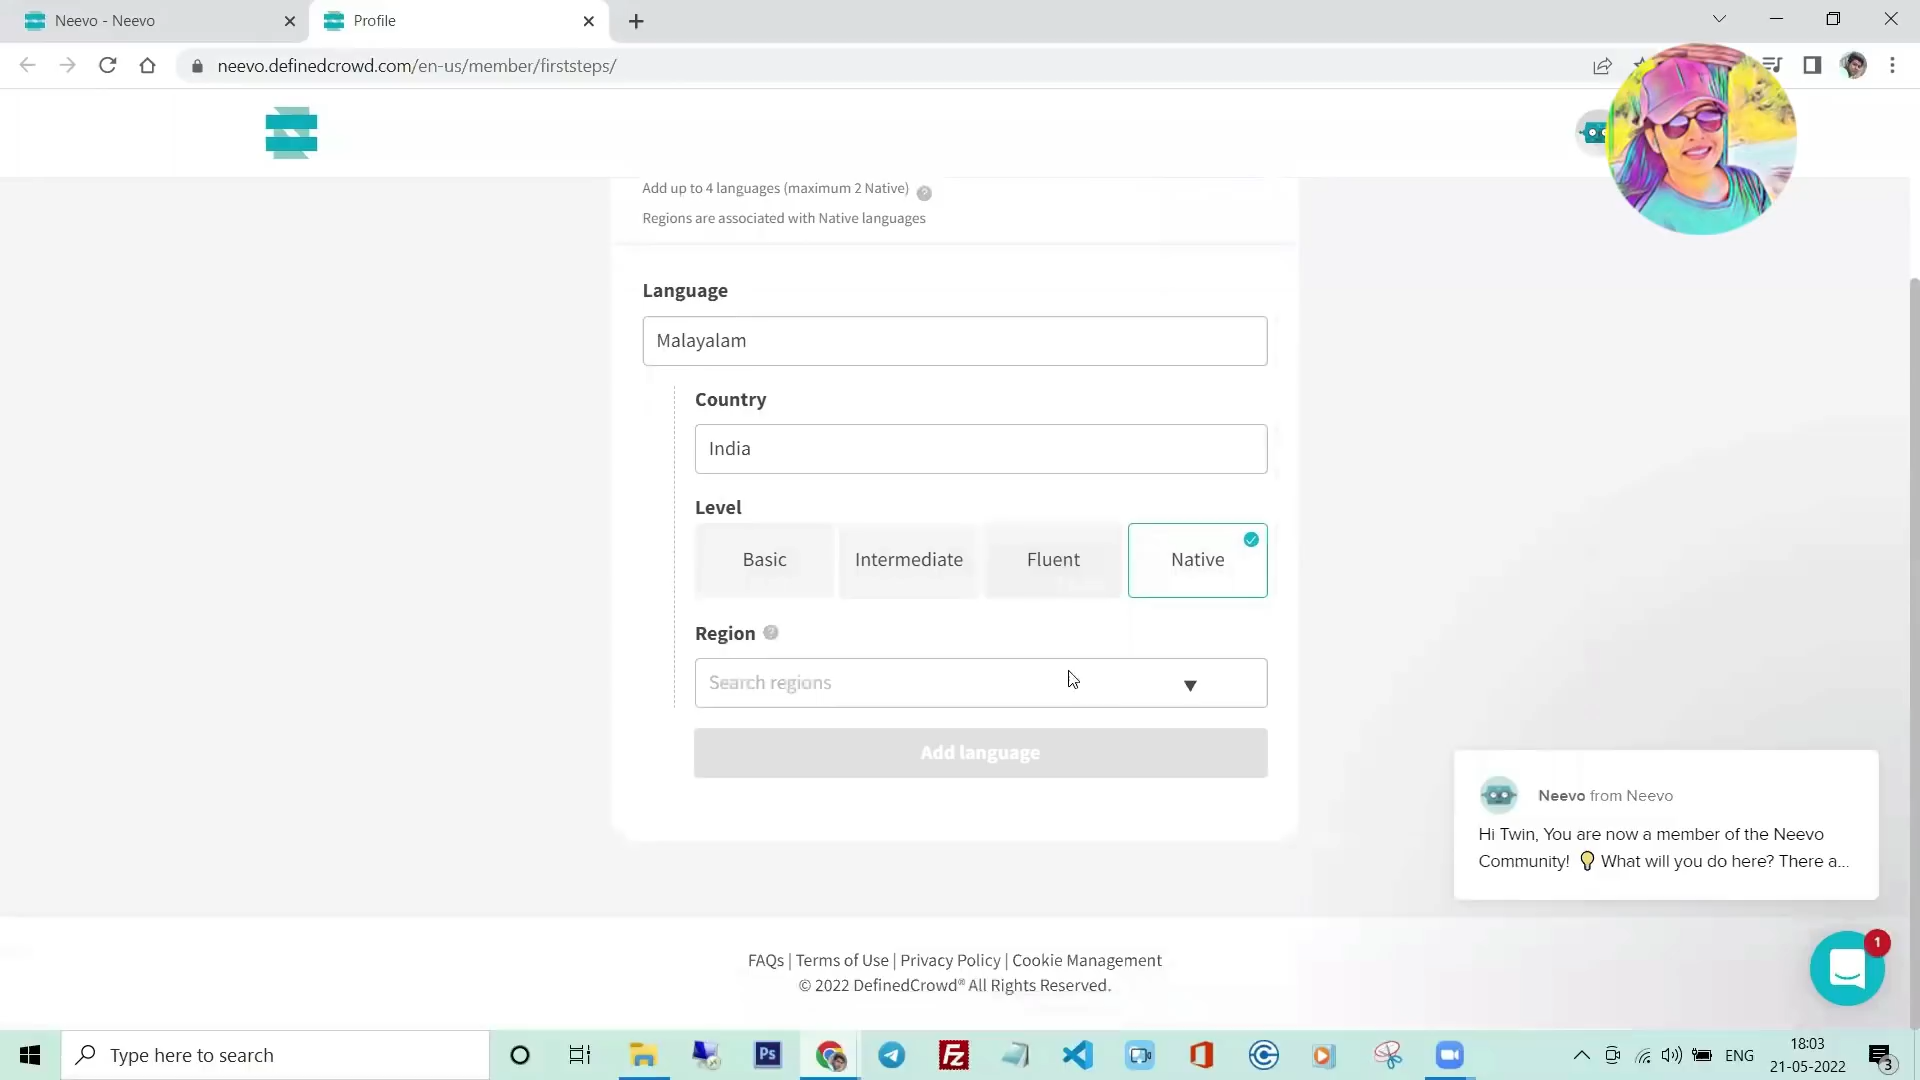 Neevo - Neevo
Profile
neevo.definedcrowd.com/en-us/member/firststeps/
Add up to 4 languages (maximum 2 Native) ?
Regions are associated with Native languages
Language
Malayalam
Country
India
Level
Basic
Intermediate
Fluent
Native
Region ?
Search regions
Add language
Neevo from Neevo
Hi Twin, You are now a member of the Neevo
Community! 💡 What will you do here? There a...
1
FAQs | Terms of Use | Privacy Policy | Cookie Management
© 2022 DefinedCrowd® All Rights Reserved.
Type here to search
Ps
Fz
ENG
18:03
21-05-2022
3